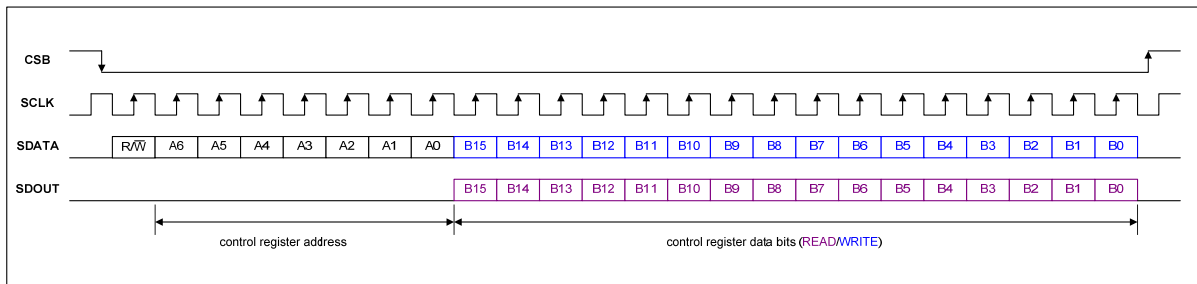 CSB
SCLK
SDATA R/W̅ A6 A5 A4 A3 A2 A1 A0 B15 B14 B13 B12 B11 B10 B9 B8 B7 B6 B5 B4 B3 B2 B1 B0
SDOUT B15 B14 B13 B12 B11 B10 B9 B8 B7 B6 B5 B4 B3 B2 B1 B0
control register address control register data bits (READ/WRITE)